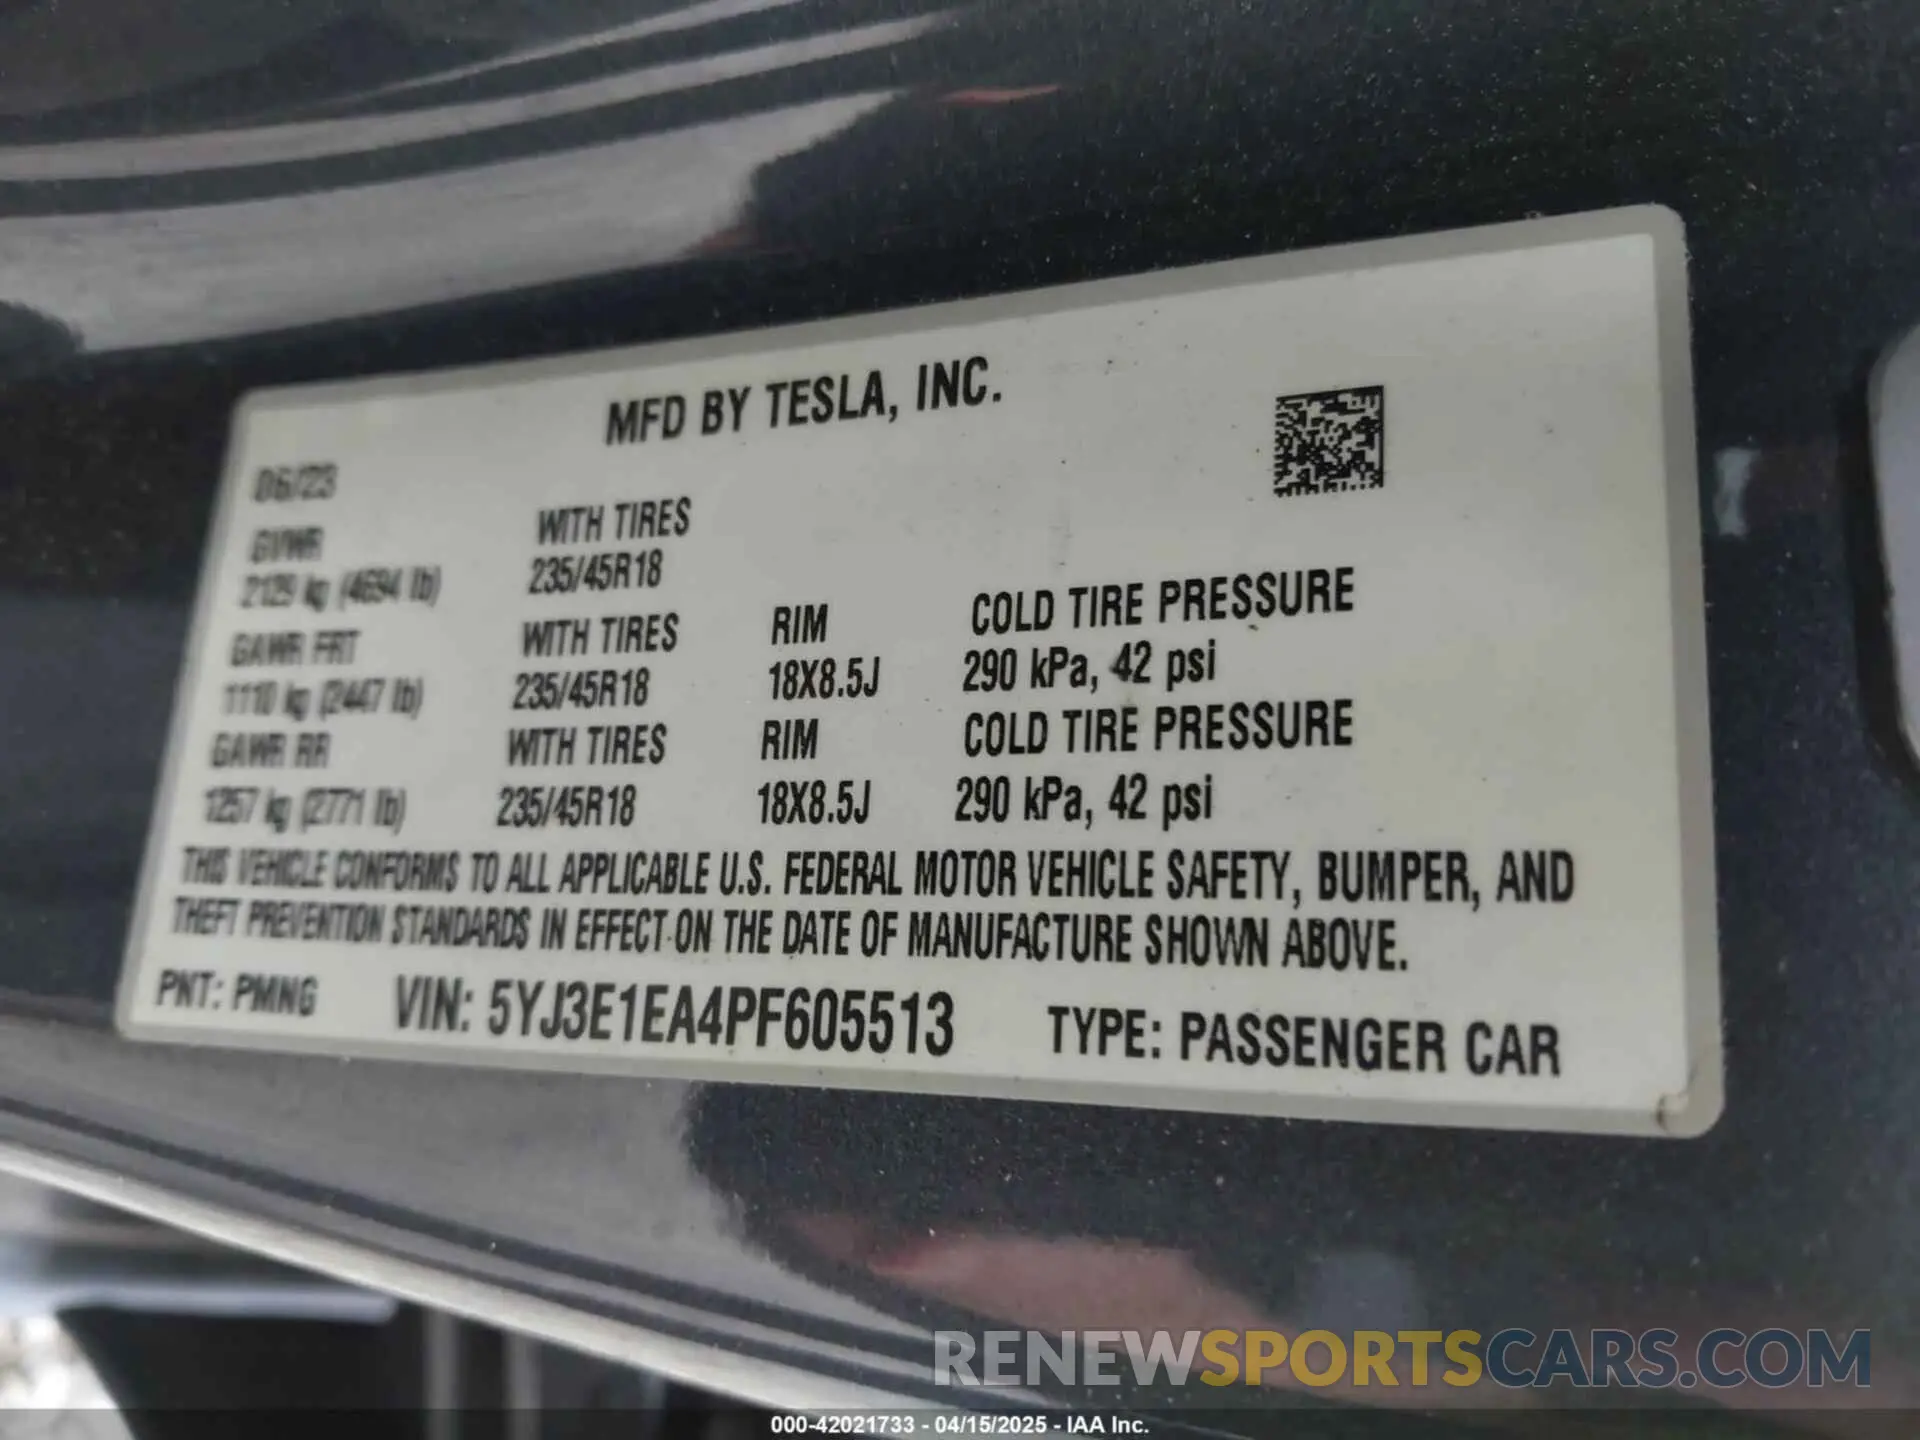 MFD BY TESLA, INC.
06/23
GVWR WITH TIRES
2129 kg (4694 lb) 235/45R18
GAWR FRT WITH TIRES RIM COLD TIRE PRESSURE
1110 kg (2447 lb) 235/45R18 18X8.5J 290 kPa, 42 psi
GAWR RR WITH TIRES RIM COLD TIRE PRESSURE
1257 kg (2771 lb) 235/45R18 18X8.5J 290 kPa, 42 psi
THIS VEHICLE CONFORMS TO ALL APPLICABLE U.S. FEDERAL MOTOR VEHICLE SAFETY, BUMPER, AND
THEFT PREVENTION STANDARDS IN EFFECT ON THE DATE OF MANUFACTURE SHOWN ABOVE.
PNT: PMNG VIN: 5YJ3E1EA4PF605513 TYPE: PASSENGER CAR
RENEWSPORTSCARS.COM
000-42021733 - 04/15/2025 - IAA Inc.